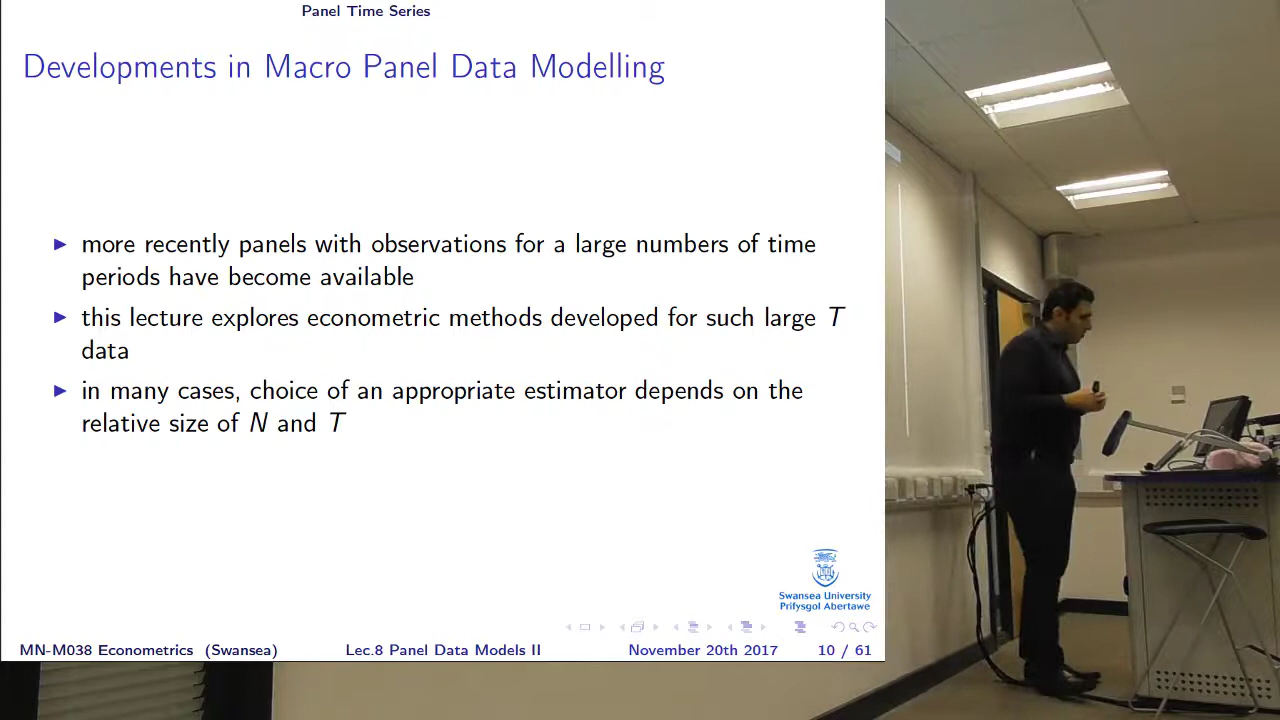 Panel Time Series
Developments in Macro Panel Data Modelling
more recently panels with observations for a large numbers of time
periods have become available
this lecture explores econometric methods developed for such large T
data
in many cases, choice of an appropriate estimator depends on the
relative size of N and T
Swansea University
Prifysgol Abertawe
MN-M038 Econometrics (Swansea) Lec.8 Panel Data Models II November 20th 2017 10 / 61